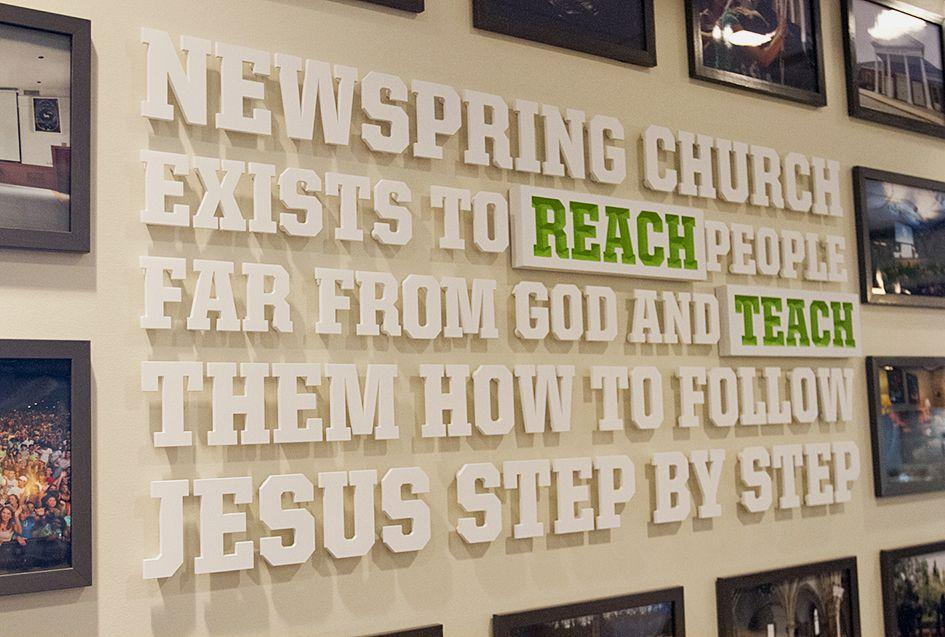 NEWSPRING CHURCH
EXISTS TO REACH PEOPLE
FAR FROM GOD AND TEACH
THEM HOW TO FOLLOW
JESUS STEP BY STEP